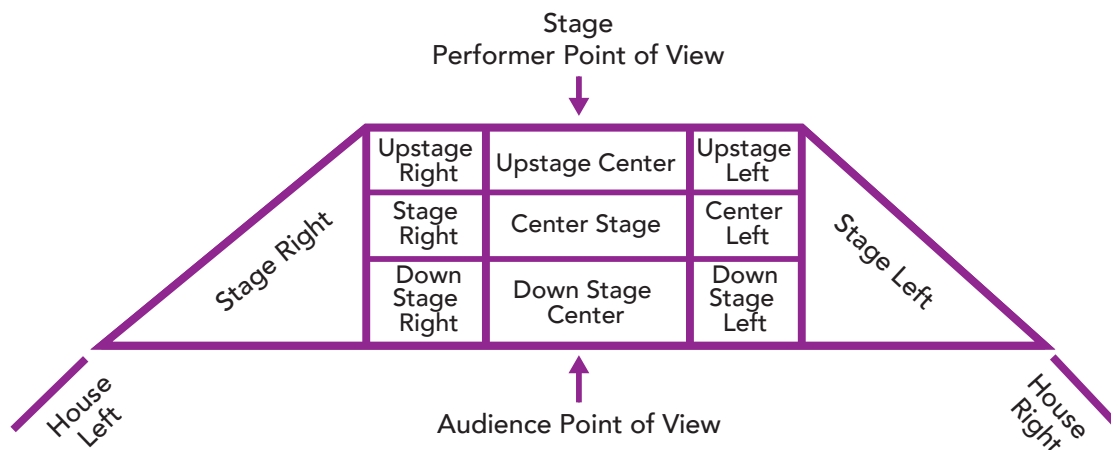 Stage
Performer Point of View
Upstage
Right
Upstage Center
Upstage
Left
Stage Right
Stage
Right
Center Stage
Center
Left
Stage Left
Down
Stage
Right
Down Stage
Center
Down
Stage
Left
House
Left
Audience Point of View
House
Right